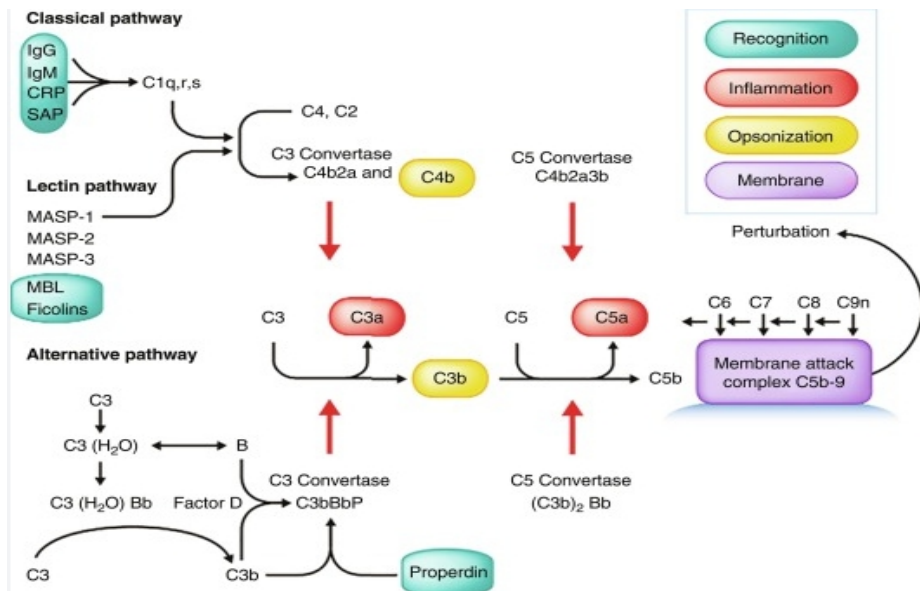 Classical pathway
IgG
IgM
CRP
SAP
C1q,r,s
C4, C2
C3 Convertase
C4b2a and
C4b
C5 Convertase
C4b2a3b
Recognition
Inflammation
Opsonization
Membrane
Lectin pathway
MASP-1
MASP-2
MASP-3
MBL
Ficolins
Perturbation
C3
C3a
C3b
C5
C5a
C5b
C6
C7
C8
C9n
Membrane attack
complex C5b-9
Alternative pathway
C3
C3 (H₂O)
B
C3 (H₂O) Bb
Factor D
C3 Convertase
C3bBbP
C5 Convertase
(C3b)₂ Bb
C3
C3b
Properdin